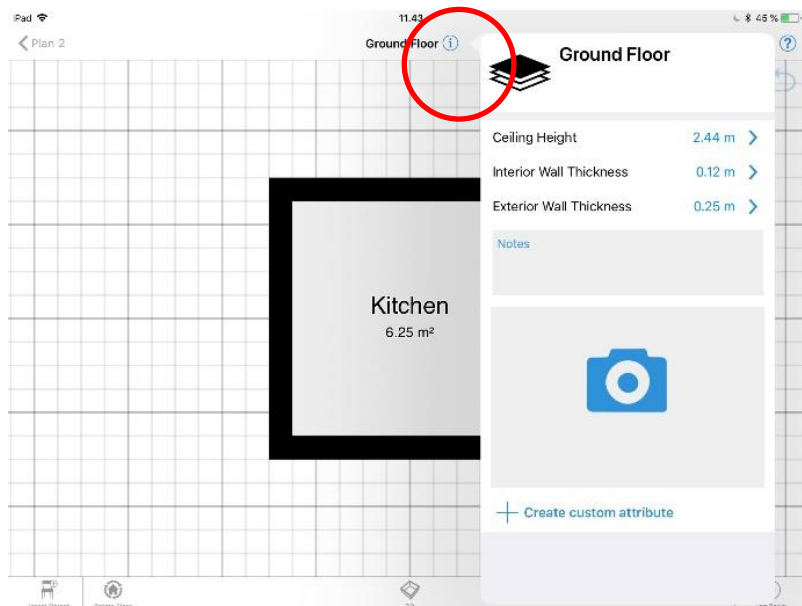 iPad
11.43
45 %
Plan 2
Ground Floor
Ground Floor
Ceiling Height 2.44 m
Interior Wall Thickness 0.12 m
Exterior Wall Thickness 0.25 m
Notes
Kitchen
6.25 m²
Create custom attribute